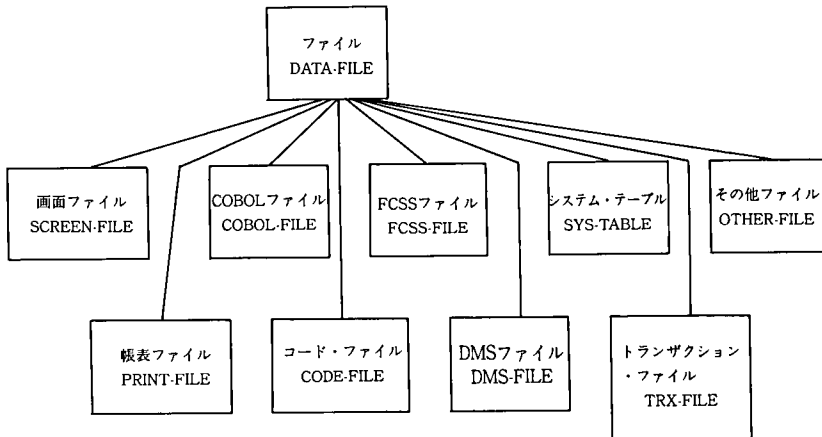 ファイル
DATA-FILE
画面ファイル
SCREEN-FILE
COBOLファイル
COBOL-FILE
FCSSファイル
FCSS-FILE
システム・テーブル
SYS-TABLE
その他ファイル
OTHER-FILE
帳表ファイル
PRINT-FILE
コード・ファイル
CODE-FILE
DMSファイル
DMS-FILE
トランザクション
・ファイル
TRX-FILE